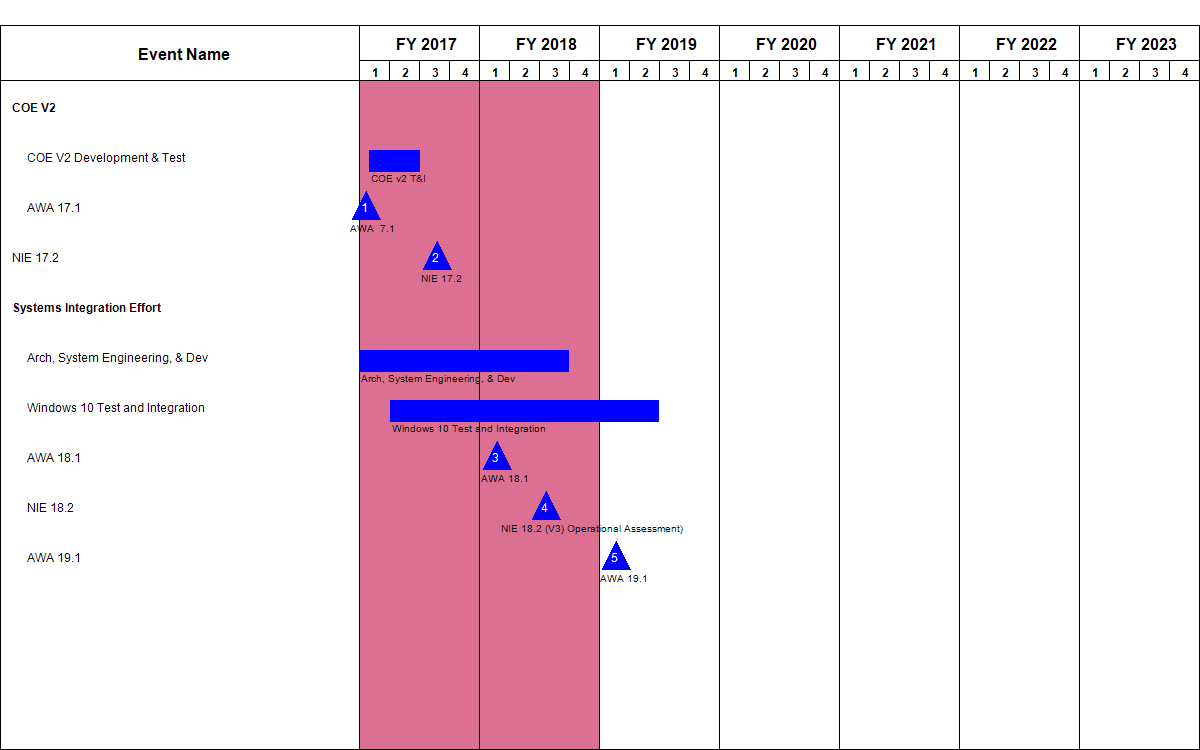 Event Name
FY 2017 FY 2018 FY 2019 FY 2020 FY 2021 FY 2022 FY 2023
1 2 3 4 1 2 3 4 1 2 3 4 1 2 3 4 1 2 3 4 1 2 3 4 1 2 3 4
COE V2
COE V2 Development & Test
COE v2 T&I
AWA 17.1
1
AWA 7.1
NIE 17.2
2
NIE 17.2
Systems Integration Effort
Arch, System Engineering, & Dev
Arch, System Engineering, & Dev
Windows 10 Test and Integration
Windows 10 Test and Integration
AWA 18.1
3
AWA 18.1
NIE 18.2
4
NIE 18.2 (V3) Operational Assessment)
AWA 19.1
5
AWA 19.1